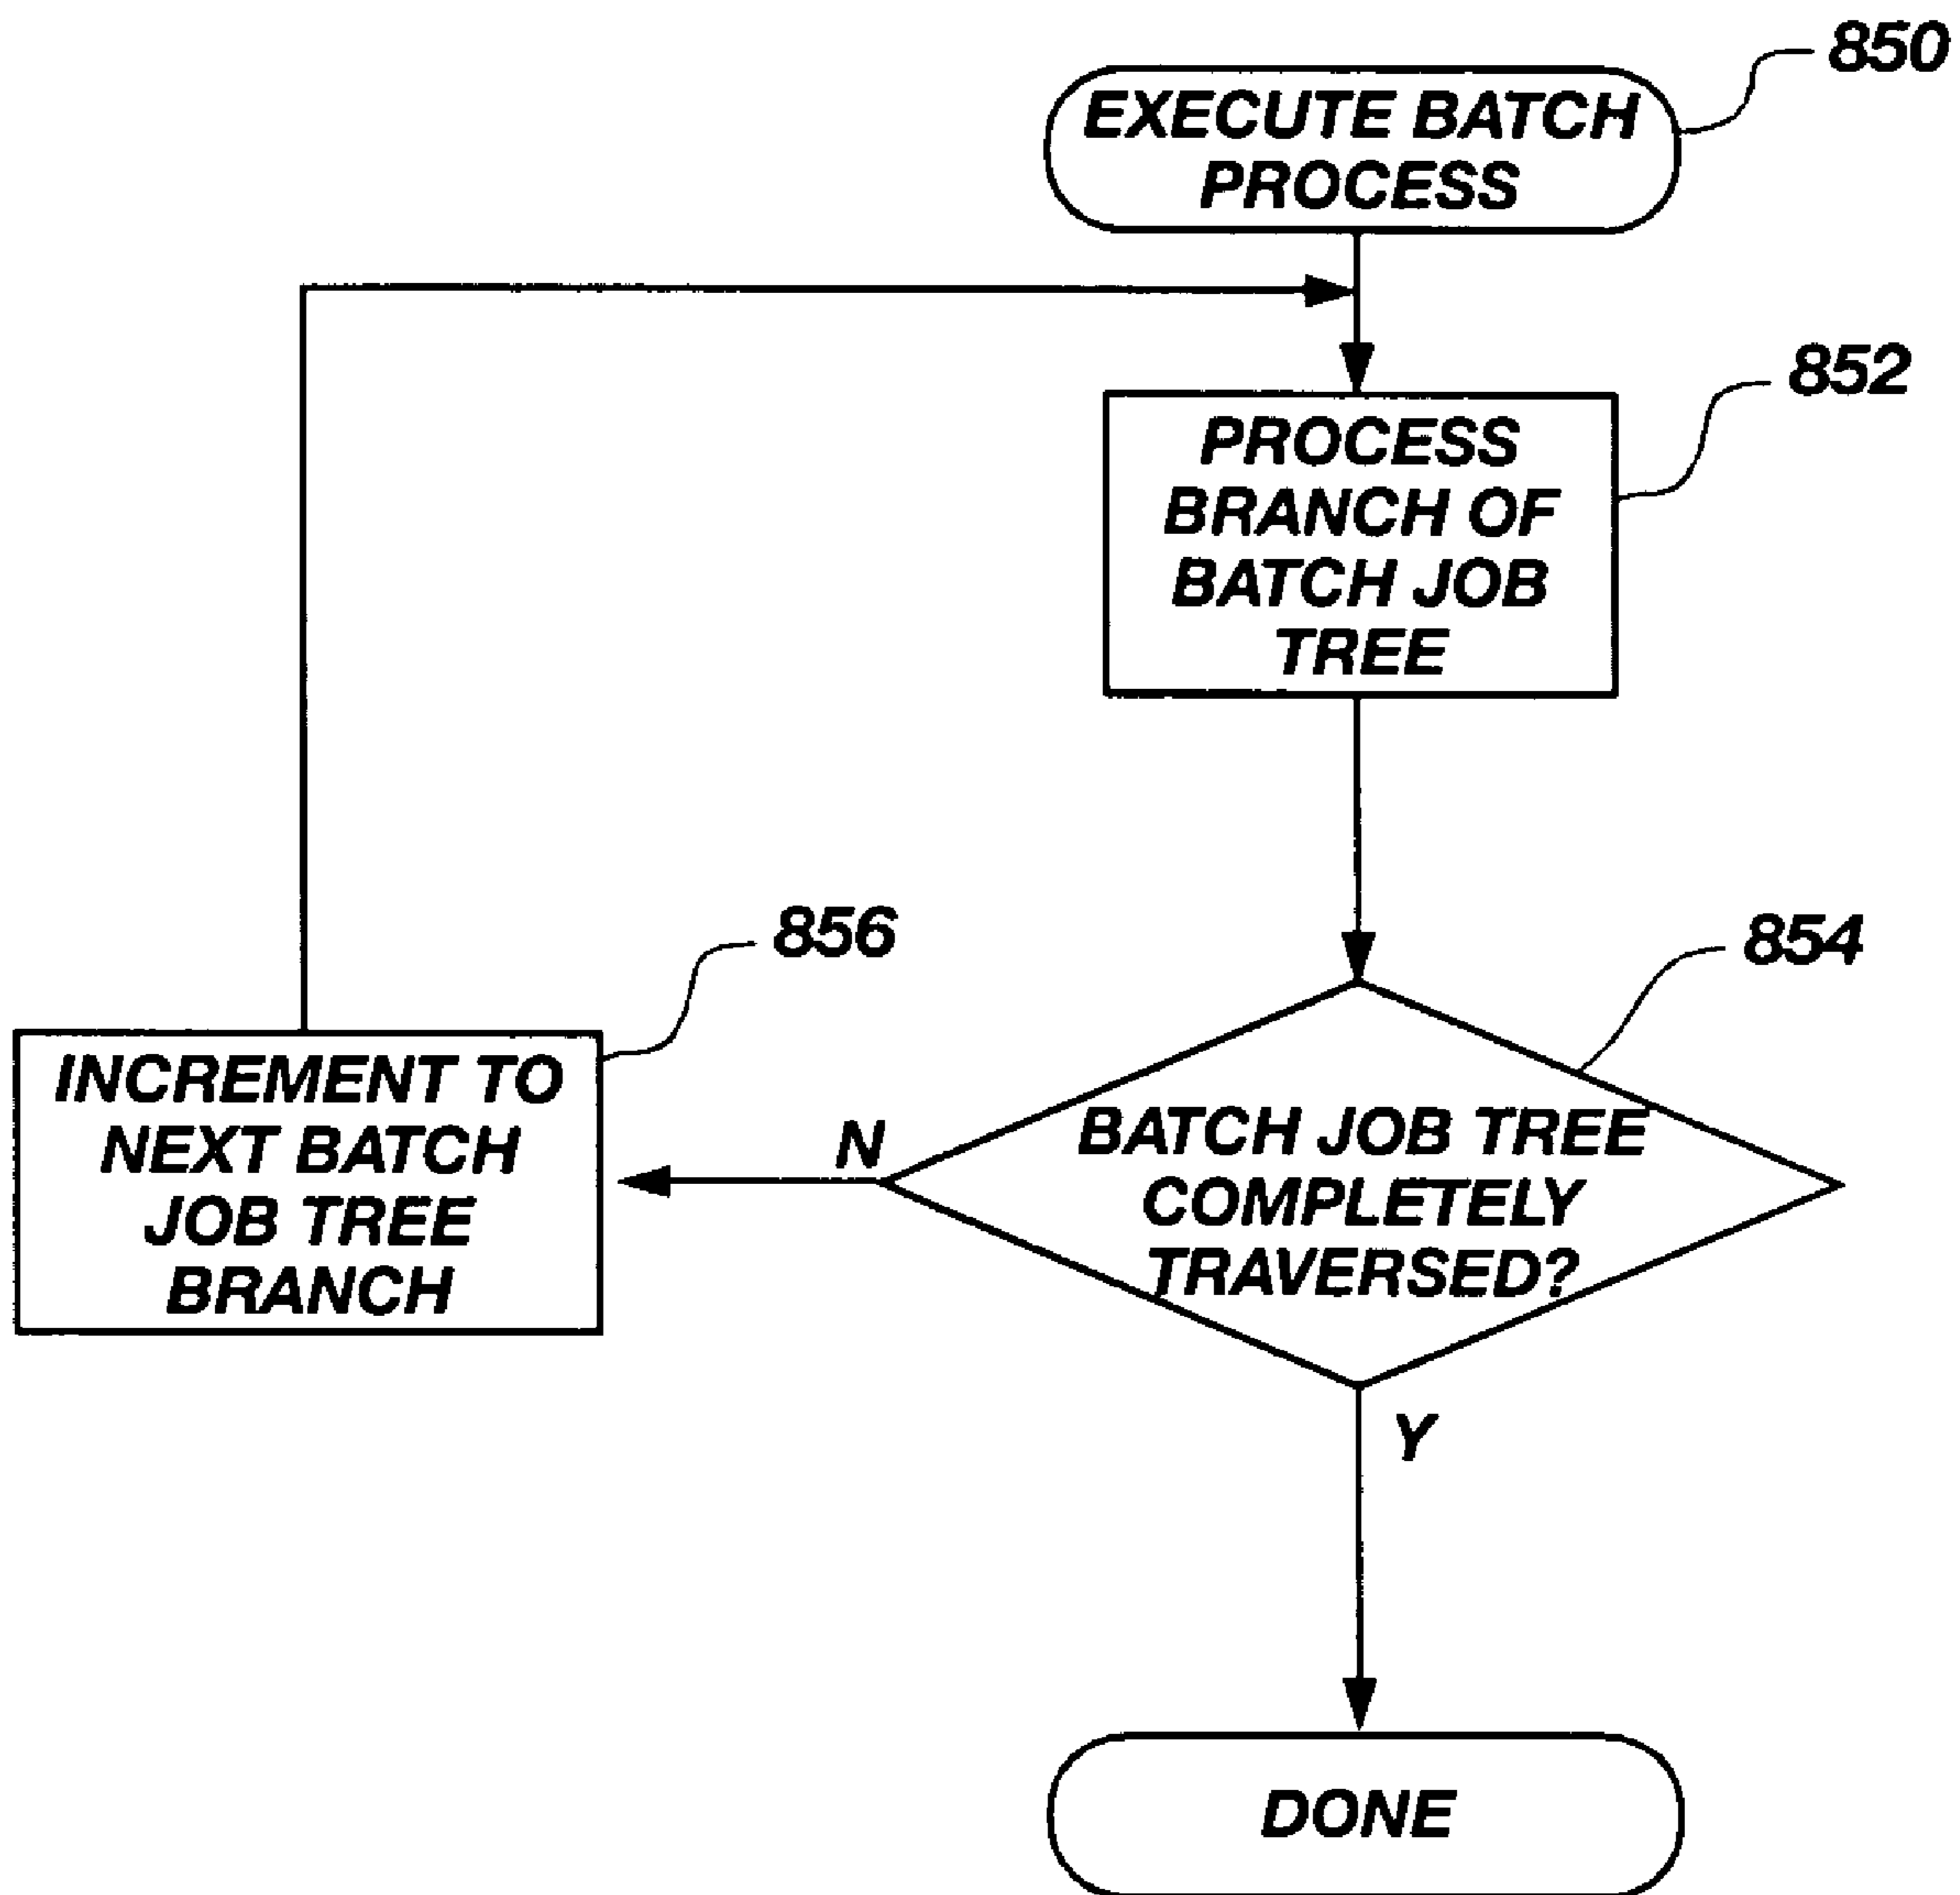 850
EXECUTE BATCH
PROCESS
852
PROCESS
BRANCH OF
BATCH JOB
TREE
856
854
INCREMENT TO
NEXT BATCH
JOB TREE
BRANCH
N
BATCH JOB TREE
COMPLETELY
TRAVERSED?
Y
DONE